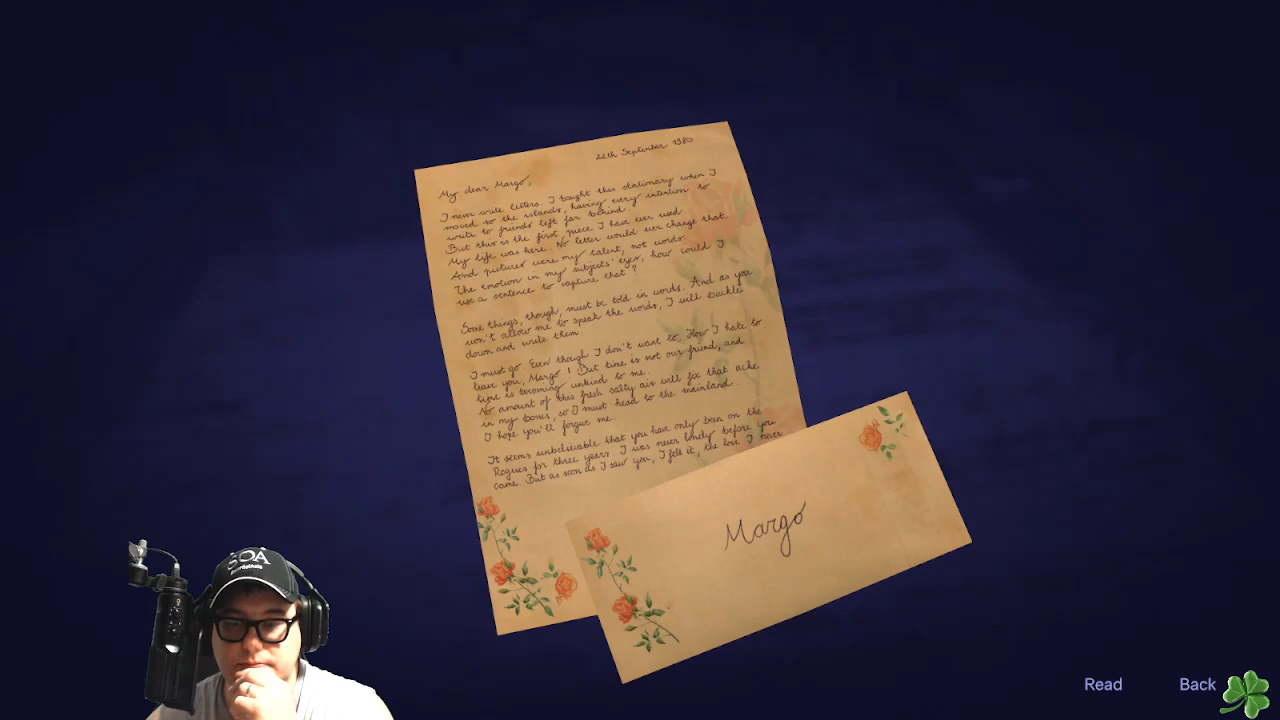 22th September 1980
My dear Margo,
I never write letters. I bought this stationary when I
moved to the islands, having every intention to
write to friends left far behind
But this is the first piece I have ever used.
My life was here. No letter would ever change that.
And pictures were my talent, not words.
The emotion in my subjects' eyes, how could I
use a sentence to capture that?
Some things, though, must be told in words. And as you
won't allow me to speak the words, I will buckle
down and write them.
I must go. Even though I don't want to. How I hate to
leave you, Margo! But time is not our friend, and
time is becoming unkind to me.
No amount of this fresh salty air will fix that ache
in my bones, so I must head to the mainland.
I hope you'll forgive me.
It seems unbelievable that you have only been on the
Rogues for three years. I was never lonely before you
came. But as soon as I saw you, I felt it, the love I never
Margo
SOA
Read
Back